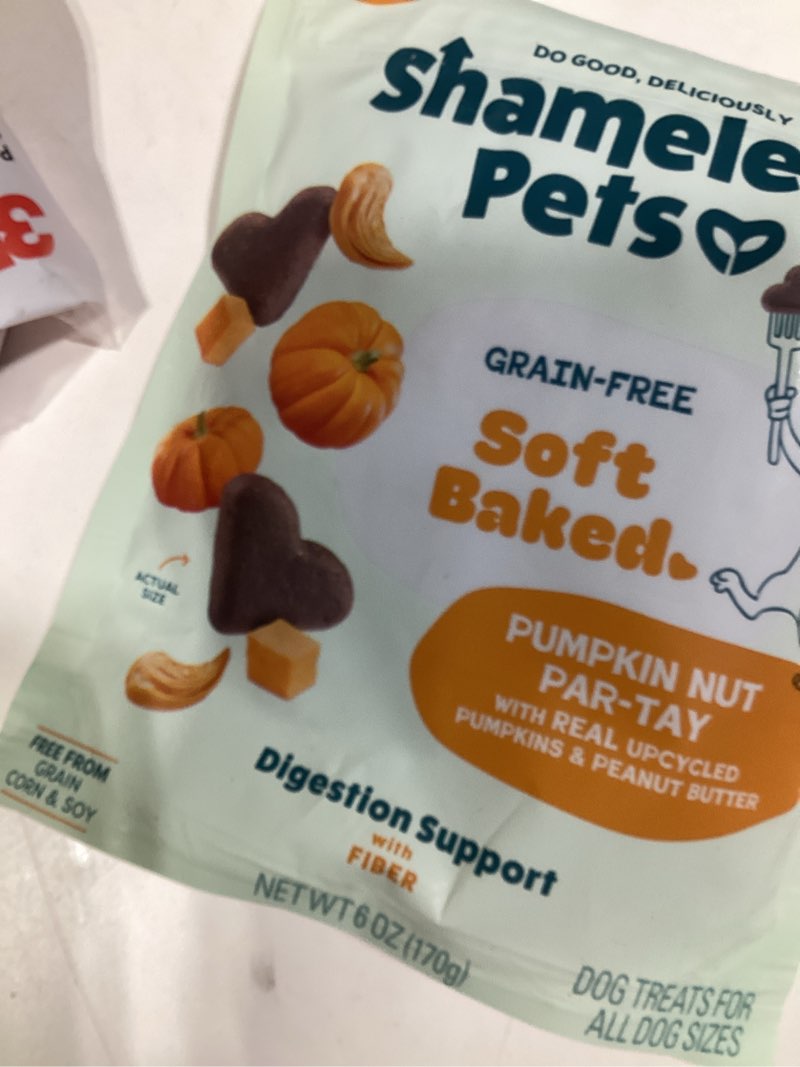 DO GOOD, DELICIOUSLY
Shamele
Pets
GRAIN-FREE
Soft
Baked
PUMPKIN NUT
PAR-TAY
WITH REAL UPCYCLED
PUMPKINS & PEANUT BUTTER
ACTUAL
SIZE
FREE FROM
GRAIN
CORN & SOY
Digestion Support
with
FIBER
NET WT 6 OZ (170g)
DOG TREATS FOR
ALL DOG SIZES